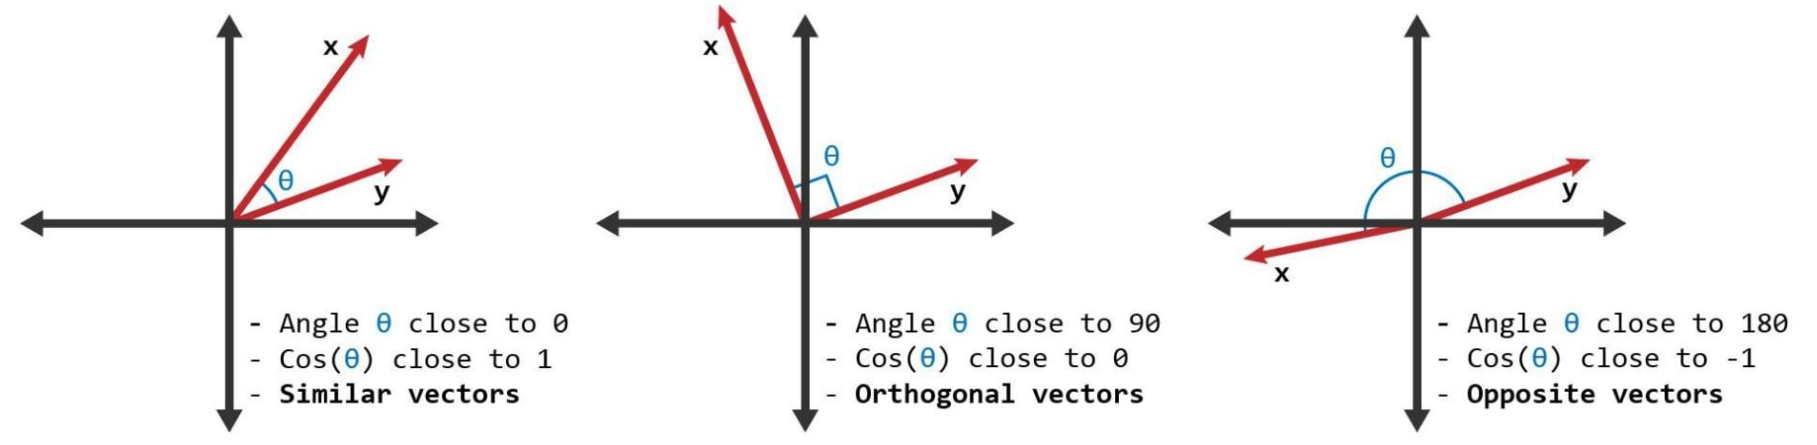 x
θ
y
- Angle θ close to 0
- Cos(θ) close to 1
- Similar vectors
x
θ
y
- Angle θ close to 90
- Cos(θ) close to 0
- Orthogonal vectors
θ
y
x
- Angle θ close to 180
- Cos(θ) close to -1
- Opposite vectors